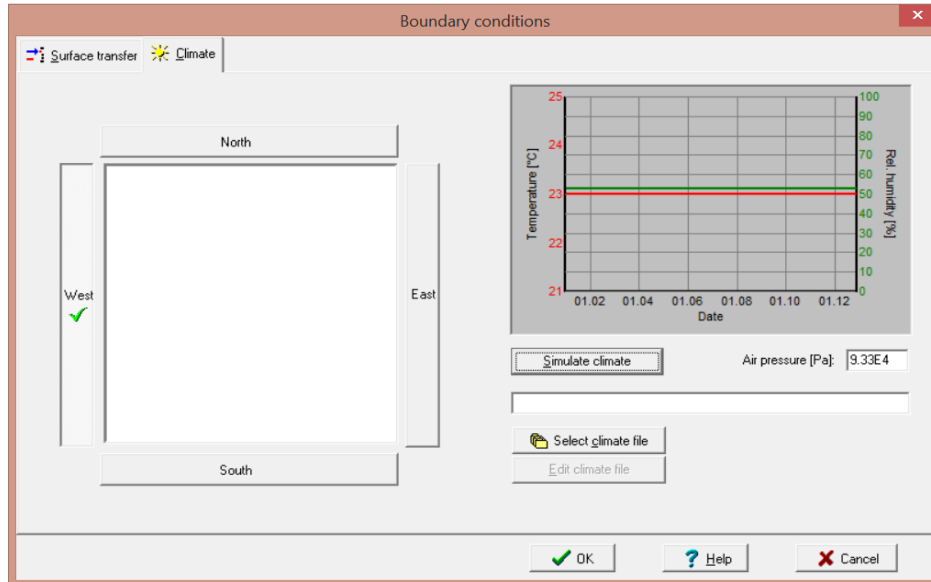 Boundary conditions
Surface transfer
Climate
North
West
East
South
25
24
23
22
21
Temperature [°C]
100
90
80
70
60
50
40
30
20
10
0
Rel. humidity [%]
01.02 01.04 01.06 01.08 01.10 01.12
Date
Simulate climate
Air pressure [Pa]: 9.33E4
Select climate file
Edit climate file
OK
? Help
Cancel